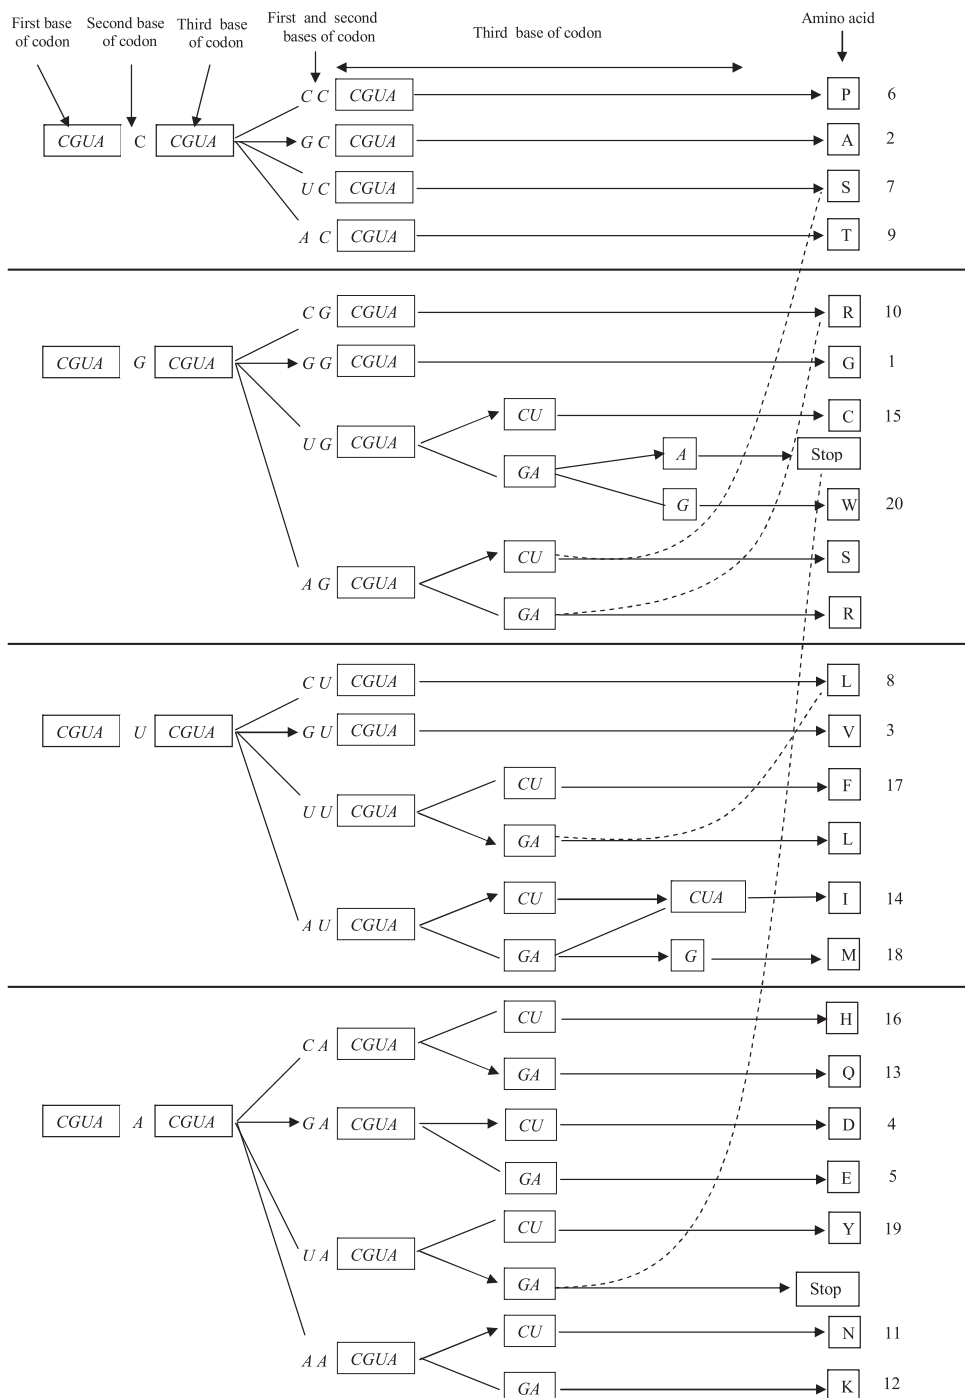 First base
of codon
Second base
of codon
Third base
of codon
First and second
bases of codon
Third base of codon
Amino acid
CGUA C CGUA
C C CGUA P 6
G C CGUA A 2
U C CGUA S 7
A C CGUA T 9
CGUA G CGUA
C G CGUA R 10
G G CGUA G 1
U G CGUA
CU C 15
GA
A Stop
G W 20
A G CGUA
CU S
GA R
CGUA U CGUA
C U CGUA L 8
G U CGUA V 3
U U CGUA
CU F 17
GA L
A U CGUA
CU CUA I 14
GA G M 18
CGUA A CGUA
C A CGUA
CU H 16
GA Q 13
G A CGUA
CU D 4
GA E 5
U A CGUA
CU Y 19
GA Stop
A A CGUA
CU N 11
GA K 12